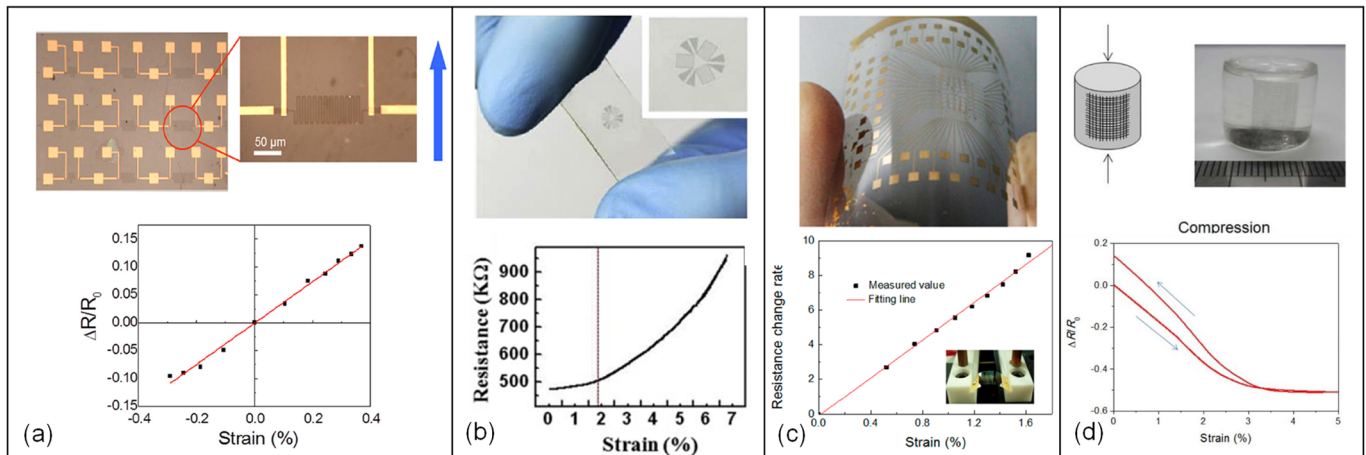 50 μm
0.15
0.10
0.05
0.00
-0.05
-0.10
-0.15
ΔR/R0
-0.4 -0.2 0.0 0.2 0.4
Strain (%)
(a)
900
800
700
600
500
Resistance (KΩ)
0 1 2 3 4 5 6 7
Strain (%)
(b)
10
8
6
4
2
0
Resistance change rate
Measured value
Fitting line
0.0 0.4 0.8 1.2 1.6
Strain (%)
(c)
Compression
0.2
0.0
-0.2
-0.4
-0.6
ΔR/R0
0 1 2 3 4 5
Strain (%)
(d)